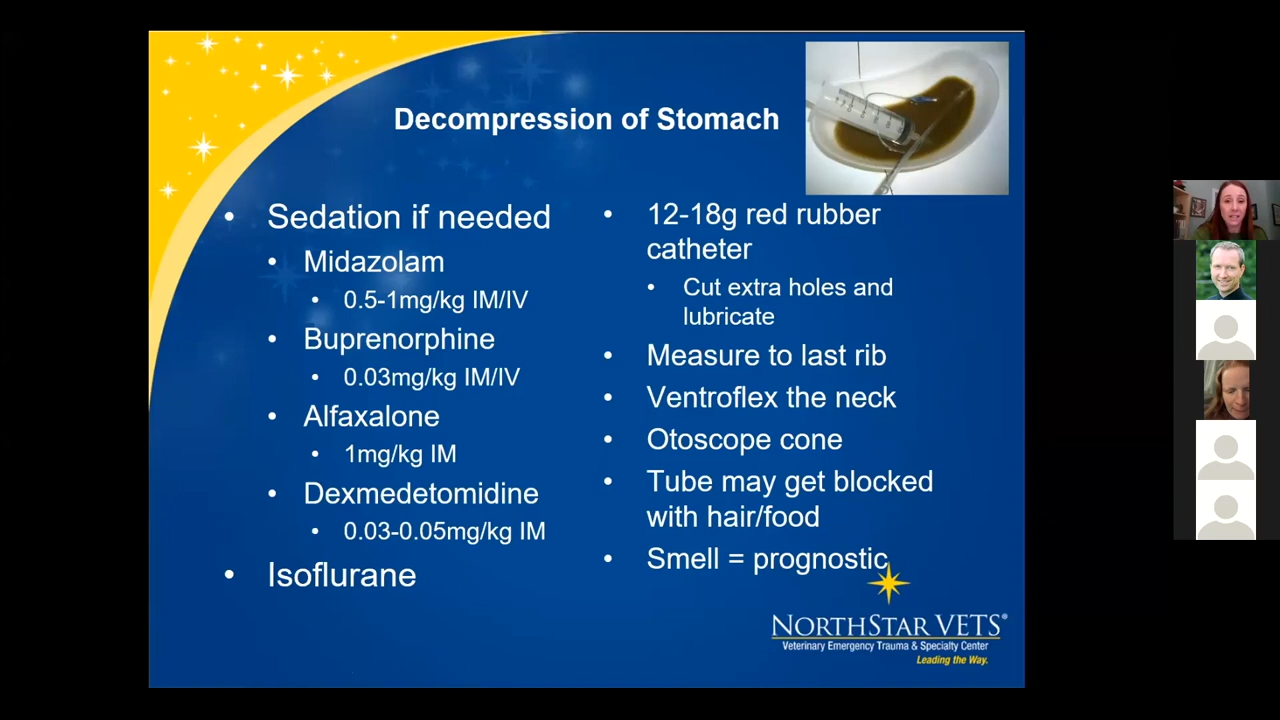 Decompression of Stomach
• Sedation if needed
• Midazolam
• 0.5-1mg/kg IM/IV
• Buprenorphine
• 0.03mg/kg IM/IV
• Alfaxalone
• 1mg/kg IM
• Dexmedetomidine
• 0.03-0.05mg/kg IM
• Isoflurane
• 12-18g red rubber
catheter
• Cut extra holes and
lubricate
• Measure to last rib
• Ventroflex the neck
• Otoscope cone
• Tube may get blocked
with hair/food
• Smell = prognostic
NORTHSTAR VETS®
Veterinary Emergency Trauma & Specialty Center
Leading the Way.